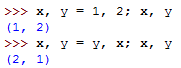 >>> x, y = 1, 2; x, y
(1, 2)
>>> x, y = y, x; x, y
(2, 1)